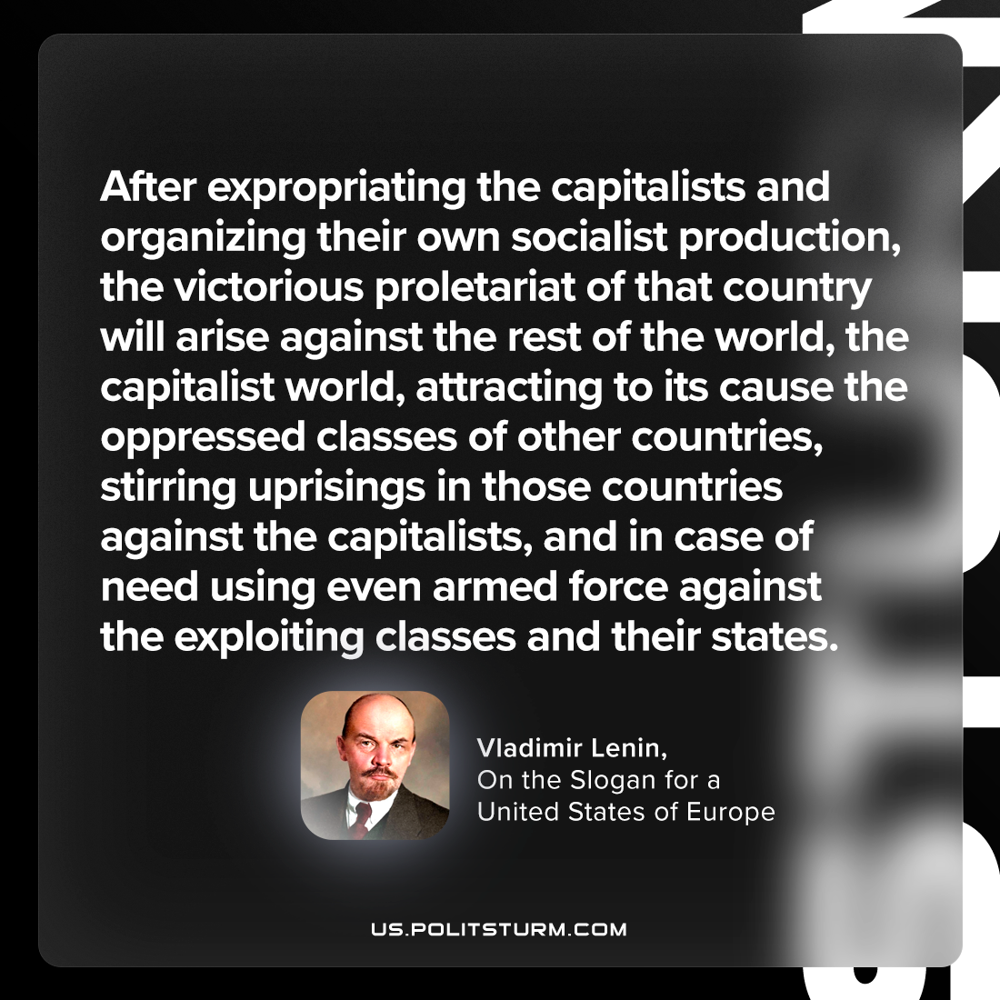 After expropriating the capitalists and
organizing their own socialist production,
the victorious proletariat of that country
will arise against the rest of the world, the
capitalist world, attracting to its cause the
oppressed classes of other countries,
stirring uprisings in those countries
against the capitalists, and in case of
need using even armed force against
the exploiting classes and their states.
Vladimir Lenin,
On the Slogan for a
United States of Europe
US.POLITSTURM.COM